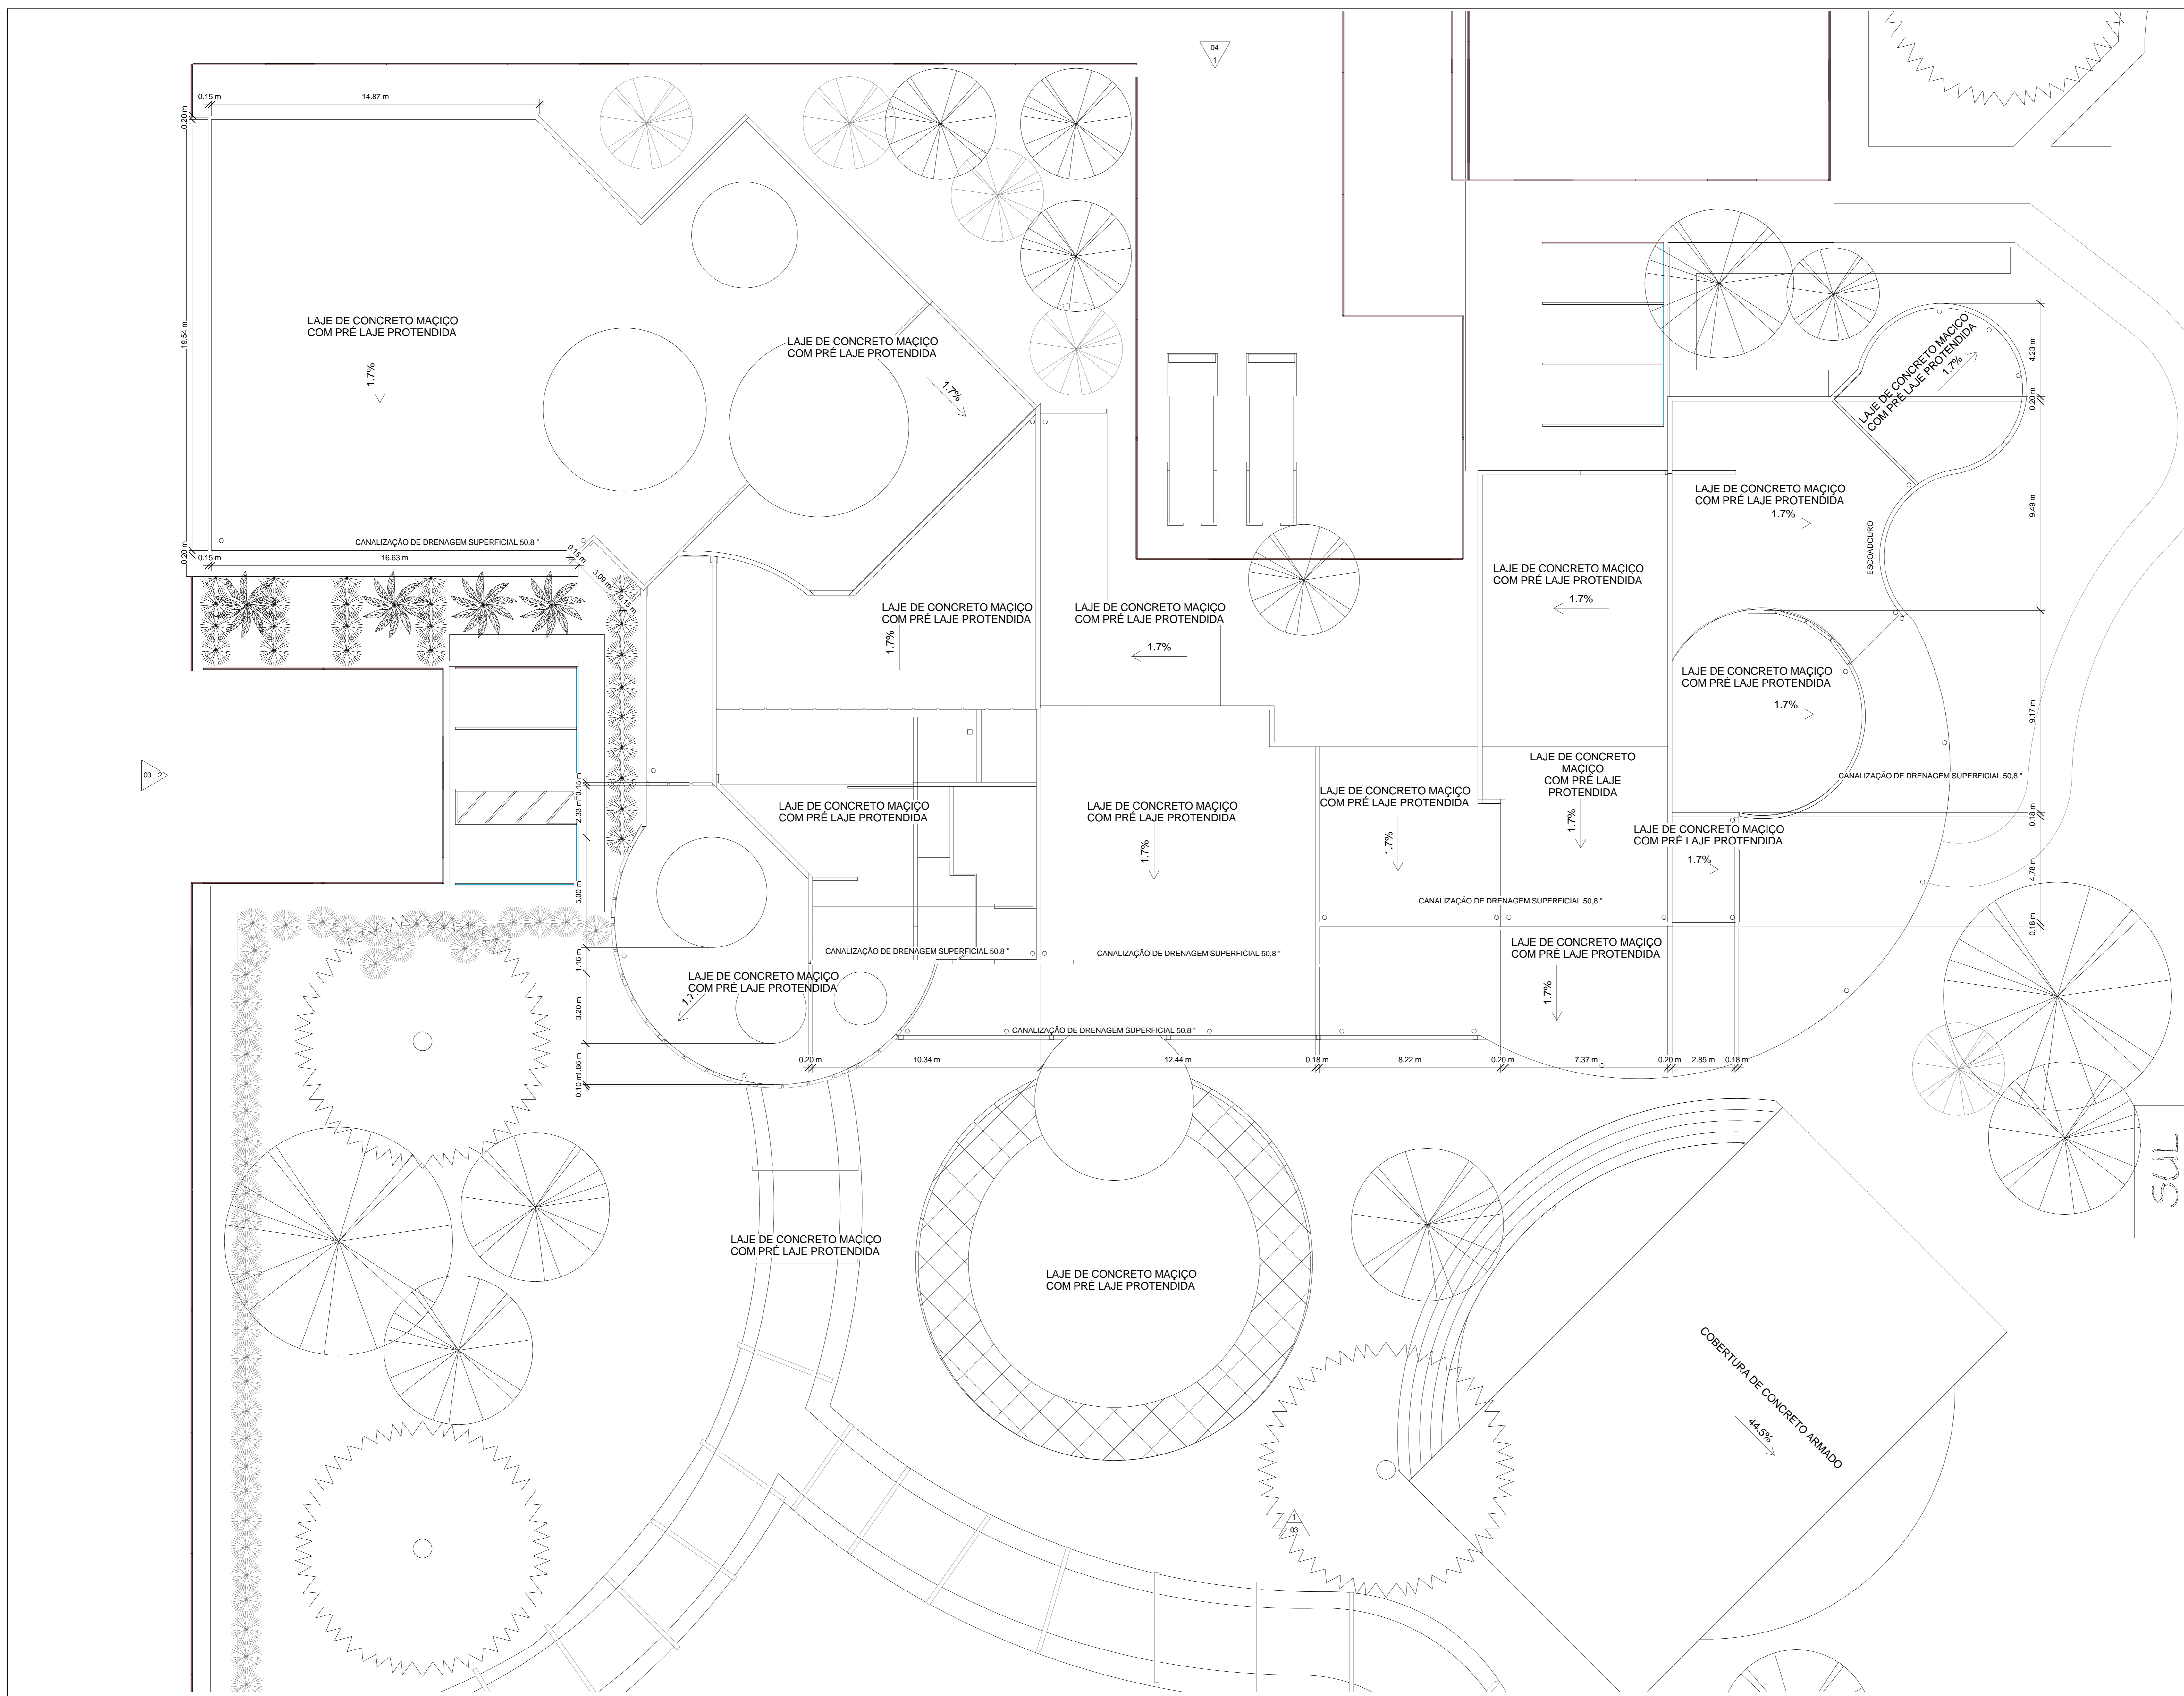 04
1
0.15 m
14.87 m
0.20 m
LAJE DE CONCRETO MAÇIÇO
COM PRÉ LAJE PROTENDIDA
1.7%
19.54 m
LAJE DE CONCRETO MAÇIÇO
COM PRÉ LAJE PROTENDIDA
1.7%
LAJE DE CONCRETO MACICO
COM PRÉ LAJE PROTENDIDA
1.7%
4.23 m
0.20 m
LAJE DE CONCRETO MAÇIÇO
COM PRÉ LAJE PROTENDIDA
1.7%
9.49 m
ESCOADOURO
CANALIZAÇÃO DE DRENAGEM SUPERFICIAL 50,8 "
0.20 m
0.15 m
16.63 m
0.15 m
3.09 m
0.15 m
LAJE DE CONCRETO MAÇIÇO
COM PRÉ LAJE PROTENDIDA
1.7%
LAJE DE CONCRETO MAÇIÇO
COM PRÉ LAJE PROTENDIDA
1.7%
LAJE DE CONCRETO MAÇIÇO
COM PRÉ LAJE PROTENDIDA
1.7%
LAJE DE CONCRETO MAÇIÇO
COM PRÉ LAJE PROTENDIDA
1.7%
9.17 m
03
2
0.15 m
2.33 m
LAJE DE CONCRETO MAÇIÇO
COM PRÉ LAJE PROTENDIDA
LAJE DE CONCRETO MAÇIÇO
COM PRÉ LAJE PROTENDIDA
1.7%
LAJE DE CONCRETO MAÇIÇO
COM PRÉ LAJE PROTENDIDA
1.7%
LAJE DE CONCRETO
MAÇIÇO
COM PRÉ LAJE
PROTENDIDA
1.7%
CANALIZAÇÃO DE DRENAGEM SUPERFICIAL 50,8 "
0.18 m
LAJE DE CONCRETO MAÇIÇO
COM PRÉ LAJE PROTENDIDA
1.7%
4.78 m
0.18 m
5.00 m
CANALIZAÇÃO DE DRENAGEM SUPERFICIAL 50,8 "
CANALIZAÇÃO DE DRENAGEM SUPERFICIAL 50,8 "
CANALIZAÇÃO DE DRENAGEM SUPERFICIAL 50,8 "
LAJE DE CONCRETO MAÇIÇO
COM PRÉ LAJE PROTENDIDA
1.7%
1.16 m
LAJE DE CONCRETO MAÇIÇO
COM PRÉ LAJE PROTENDIDA
3.20 m
CANALIZAÇÃO DE DRENAGEM SUPERFICIAL 50,8 "
0.20 m
10.34 m
12.44 m
0.18 m
8.22 m
0.20 m
7.37 m
0.20 m
2.85 m
0.18 m
0.10 m
SUL
LAJE DE CONCRETO MAÇIÇO
COM PRÉ LAJE PROTENDIDA
LAJE DE CONCRETO MAÇIÇO
COM PRÉ LAJE PROTENDIDA
COBERTURA DE CONCRETO ARMADO
44.5%
1
03